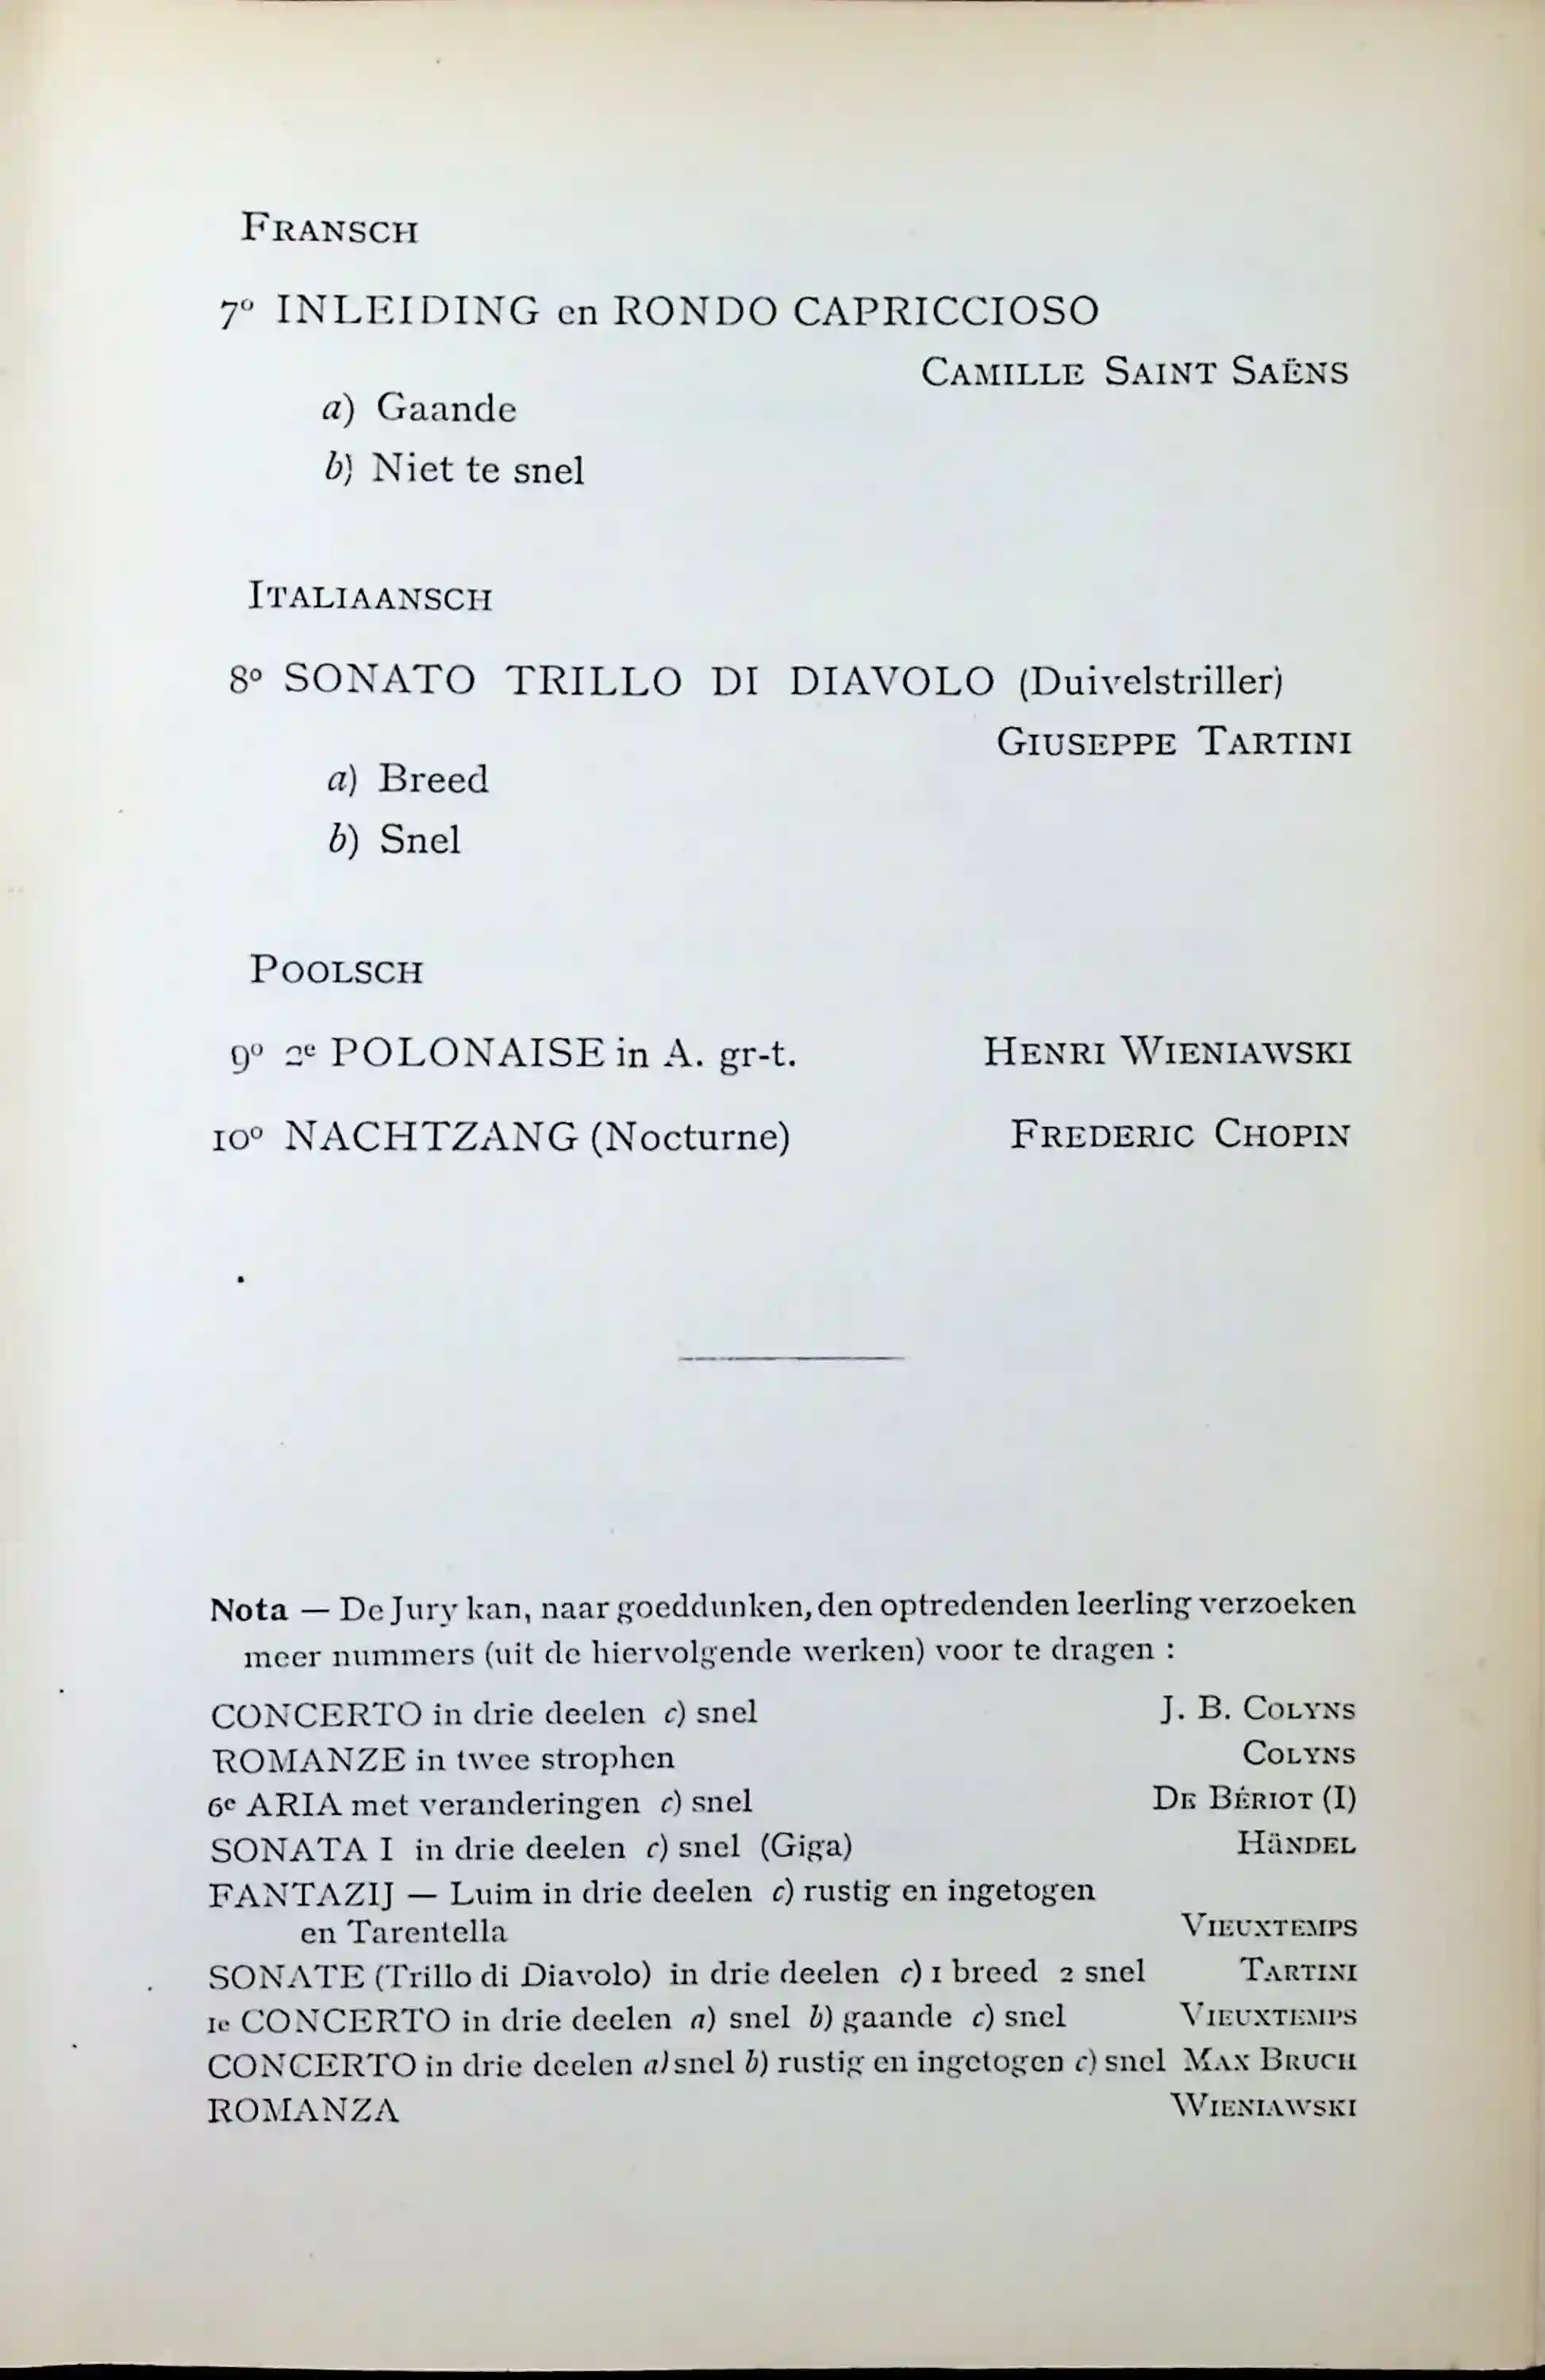 FRANSCH
7º INLEIDING en RONDO CAPRICCIOSO
CAMILLE SAINT SAËNS
a) Gaande
b) Niet te snel
ITALIAANSCH
8º SONATO TRILLO DI DIAVOLO (Duivelstriller)
GIUSEPPE TARTINI
a) Breed
b) Snel
POOLSCH
9º 2e POLONAISE in A. gr-t. HENRI WIENIAWSKI
10º NACHTZANG (Nocturne) FREDERIC CHOPIN
Nota — De Jury kan, naar goeddunken, den optredenden leerling verzoeken
meer nummers (uit de hiervolgende werken) voor te dragen :
CONCERTO in drie deelen c) snel J. B. COLYNS
ROMANZE in twee strophen COLYNS
6e ARIA met veranderingen c) snel DE BÉRIOT (I)
SONATA I in drie deelen c) snel (Giga) HäNDEL
FANTAZIJ — Luim in drie deelen c) rustig en ingetogen
en Tarentella VIEUXTEMPS
SONATE (Trillo di Diavolo) in drie deelen c) 1 breed 2 snel TARTINI
1e CONCERTO in drie deelen a) snel b) gaande c) snel VIEUXTEMPS
CONCERTO in drie deelen a) snel b) rustig en ingetogen c) snel MAX BRUCH
ROMANZA WIENIAWSKI